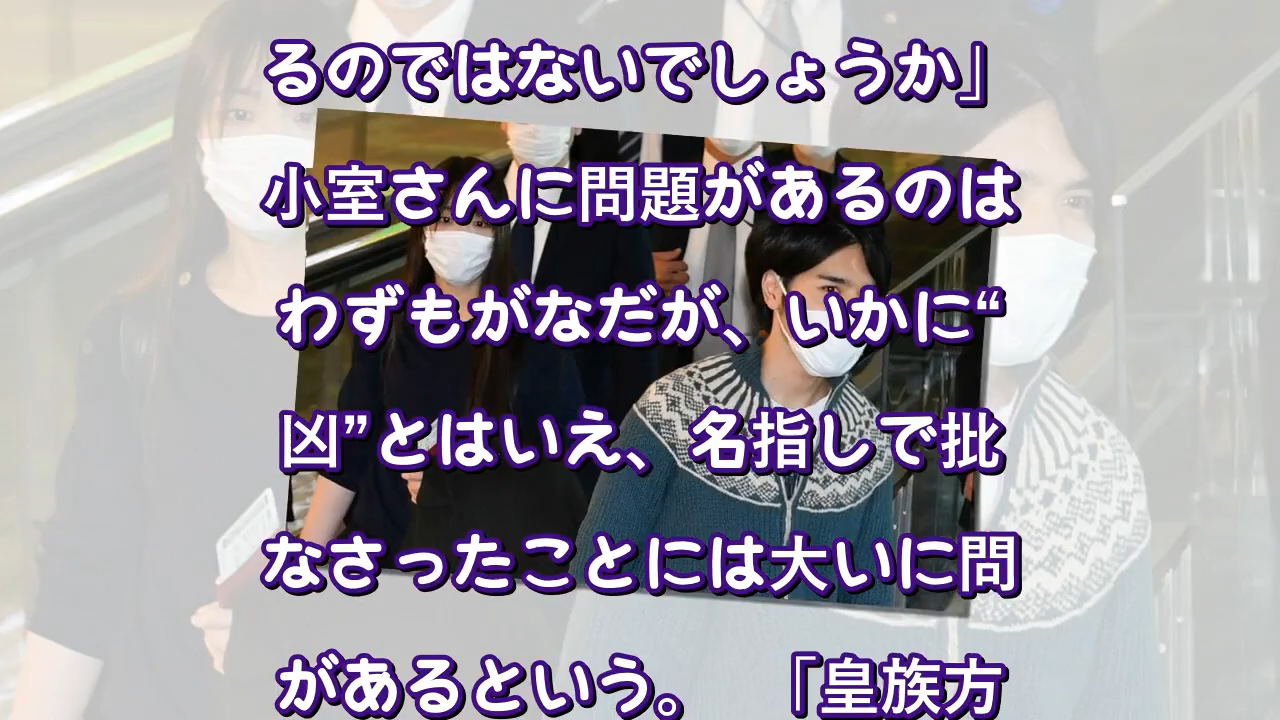 るのではないでしょうか」
小室さんに問題があるのは
わずもがなだが、いかに“
凶”とはいえ、名指しで批
なさったことには大いに問
があるという。　「皇族方